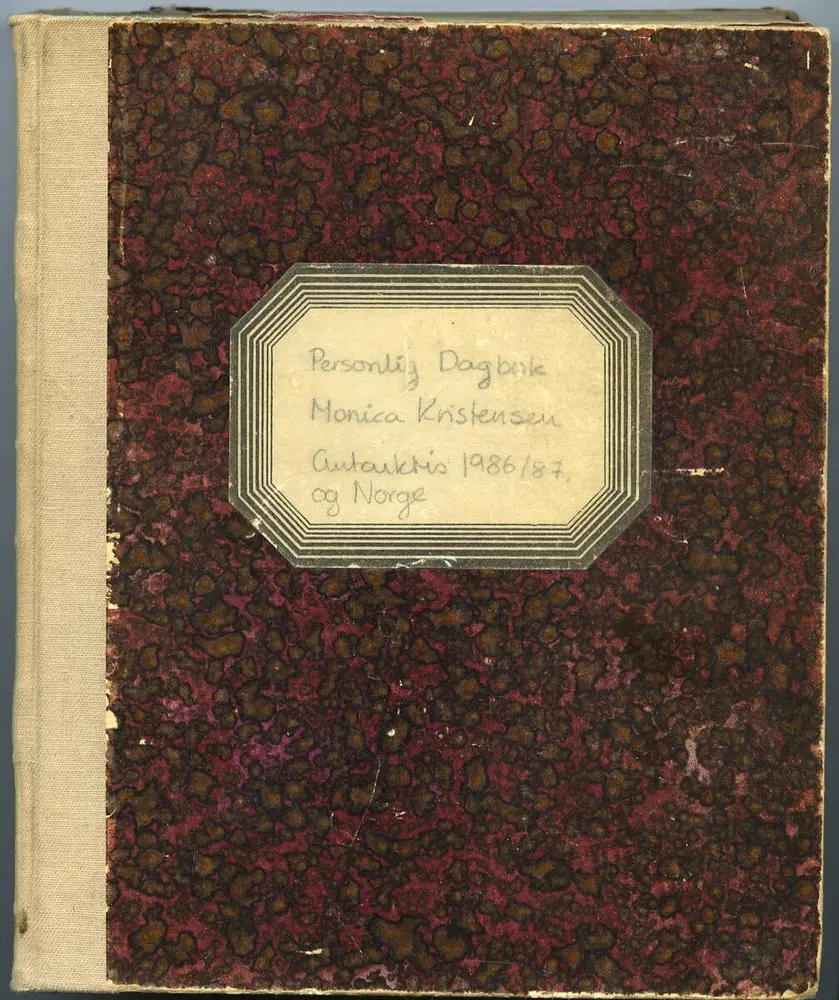 Personlig Dagbok
Monica Kristensen
Antarktis 1986/87.
og Norge